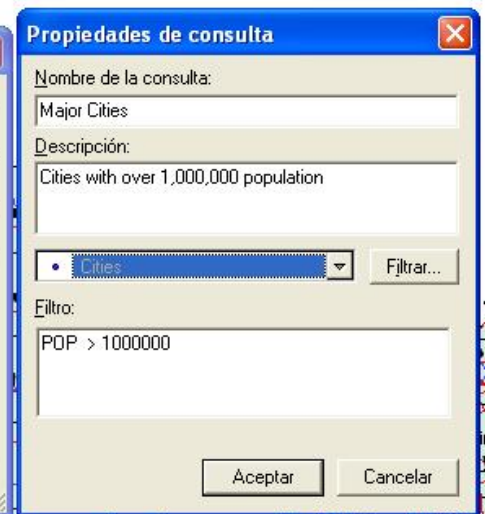 Propiedades de consulta
Nombre de la consulta:
Major Cities
Descripción:
Cities with over 1,000,000 population
Cities
Filtrar...
Filtro:
POP > 1000000
Aceptar
Cancelar